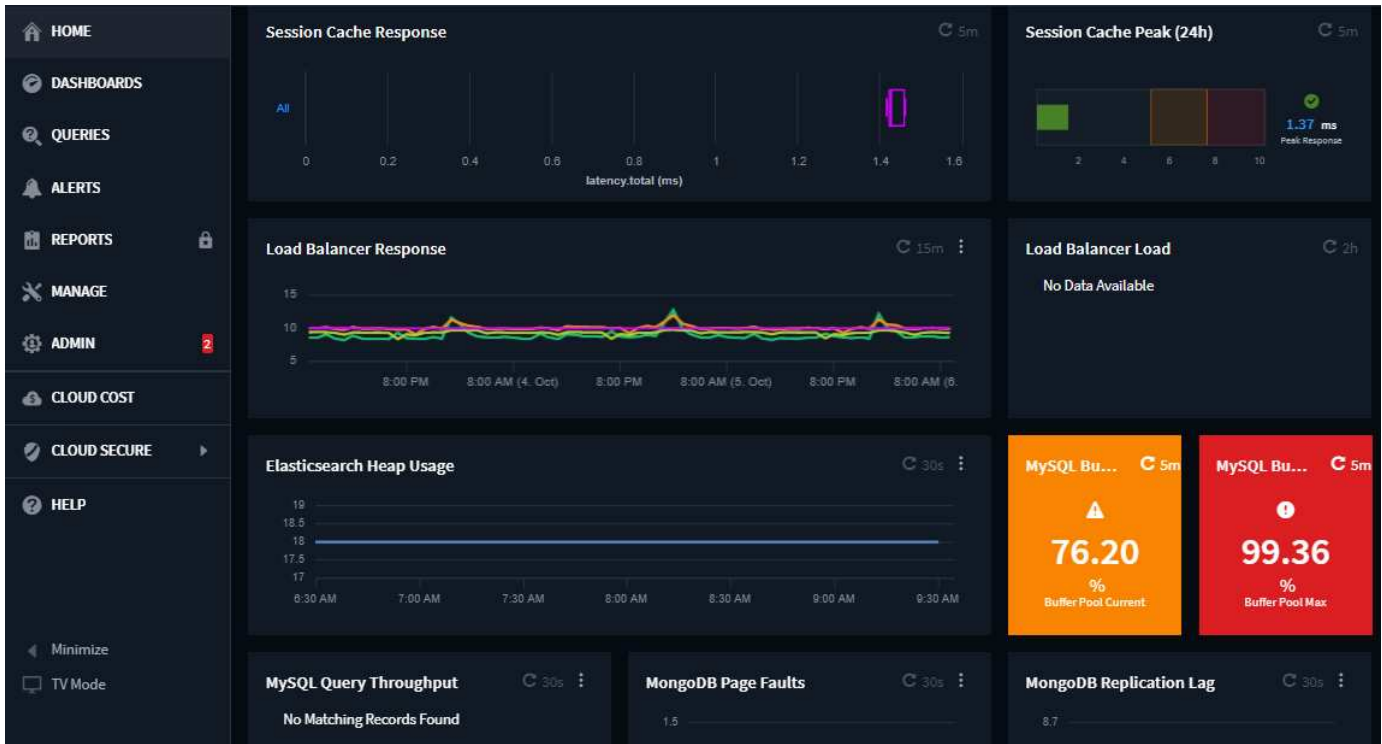 HOME
DASHBOARDS
QUERIES
ALERTS
REPORTS
MANAGE
ADMIN 2
CLOUD COST
CLOUD SECURE
HELP
Minimize
TV Mode
Session Cache Response 5m
All
0 0.2 0.4 0.6 0.8 1 1.2 1.4 1.6
latency.total (ms)
Session Cache Peak (24h) 5m
1.37 ms
Peak Response
2 4 6 8 10
Load Balancer Response 15m
15
10
5
8:00 PM 8:00 AM (4. Oct) 8:00 PM 8:00 AM (5. Oct) 8:00 PM 8:00 AM (6.
Load Balancer Load 2h
No Data Available
Elasticsearch Heap Usage 30s
19
18.5
18
17.5
17
6:30 AM 7:00 AM 7:30 AM 8:00 AM 8:30 AM 9:00 AM 9:30 AM
MySQL Bu... 5m
76.20
%
Buffer Pool Current
MySQL Bu... 5m
99.36
%
Buffer Pool Max
MySQL Query Throughput 30s
No Matching Records Found
MongoDB Page Faults 30s
1.5
MongoDB Replication Lag 30s
8.7